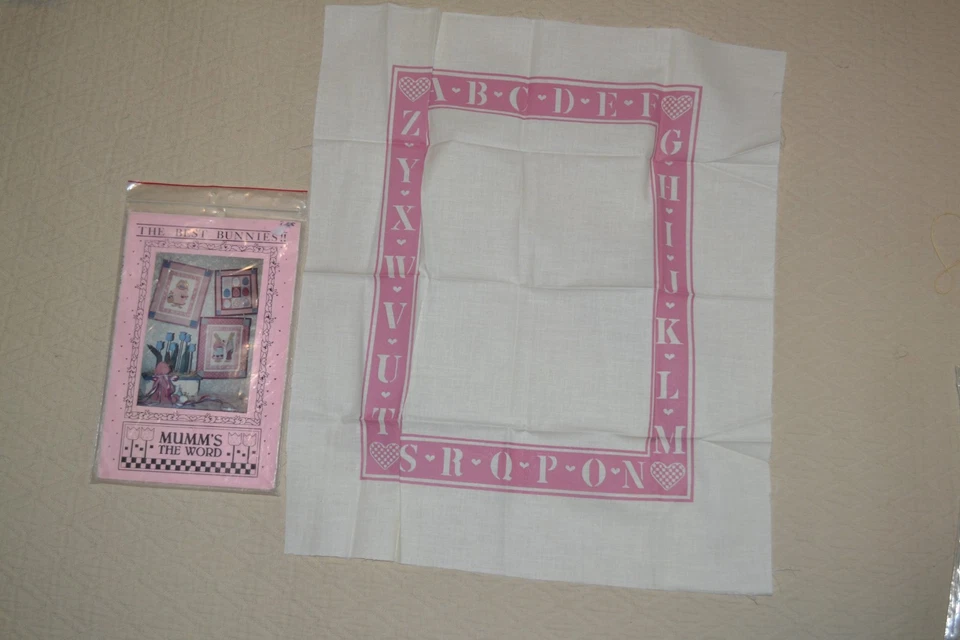 THE BEST BUNNIES!!
MUMM'S
THE WORD
A B C D E F
G
H
I
J
K
L
M
S R Q P O N
Z
Y
X
W
V
U
T